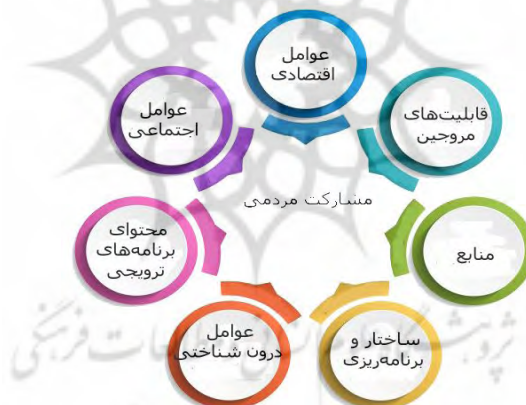 عوامل
اقتصادی
قابلیت‌های
مروجین
منابع
ساختار و
برنامه‌ریزی
عوامل
درون شناختی
محتوای
برنامه‌های
ترویجی
عوامل
اجتماعی
مشارکت مردمی